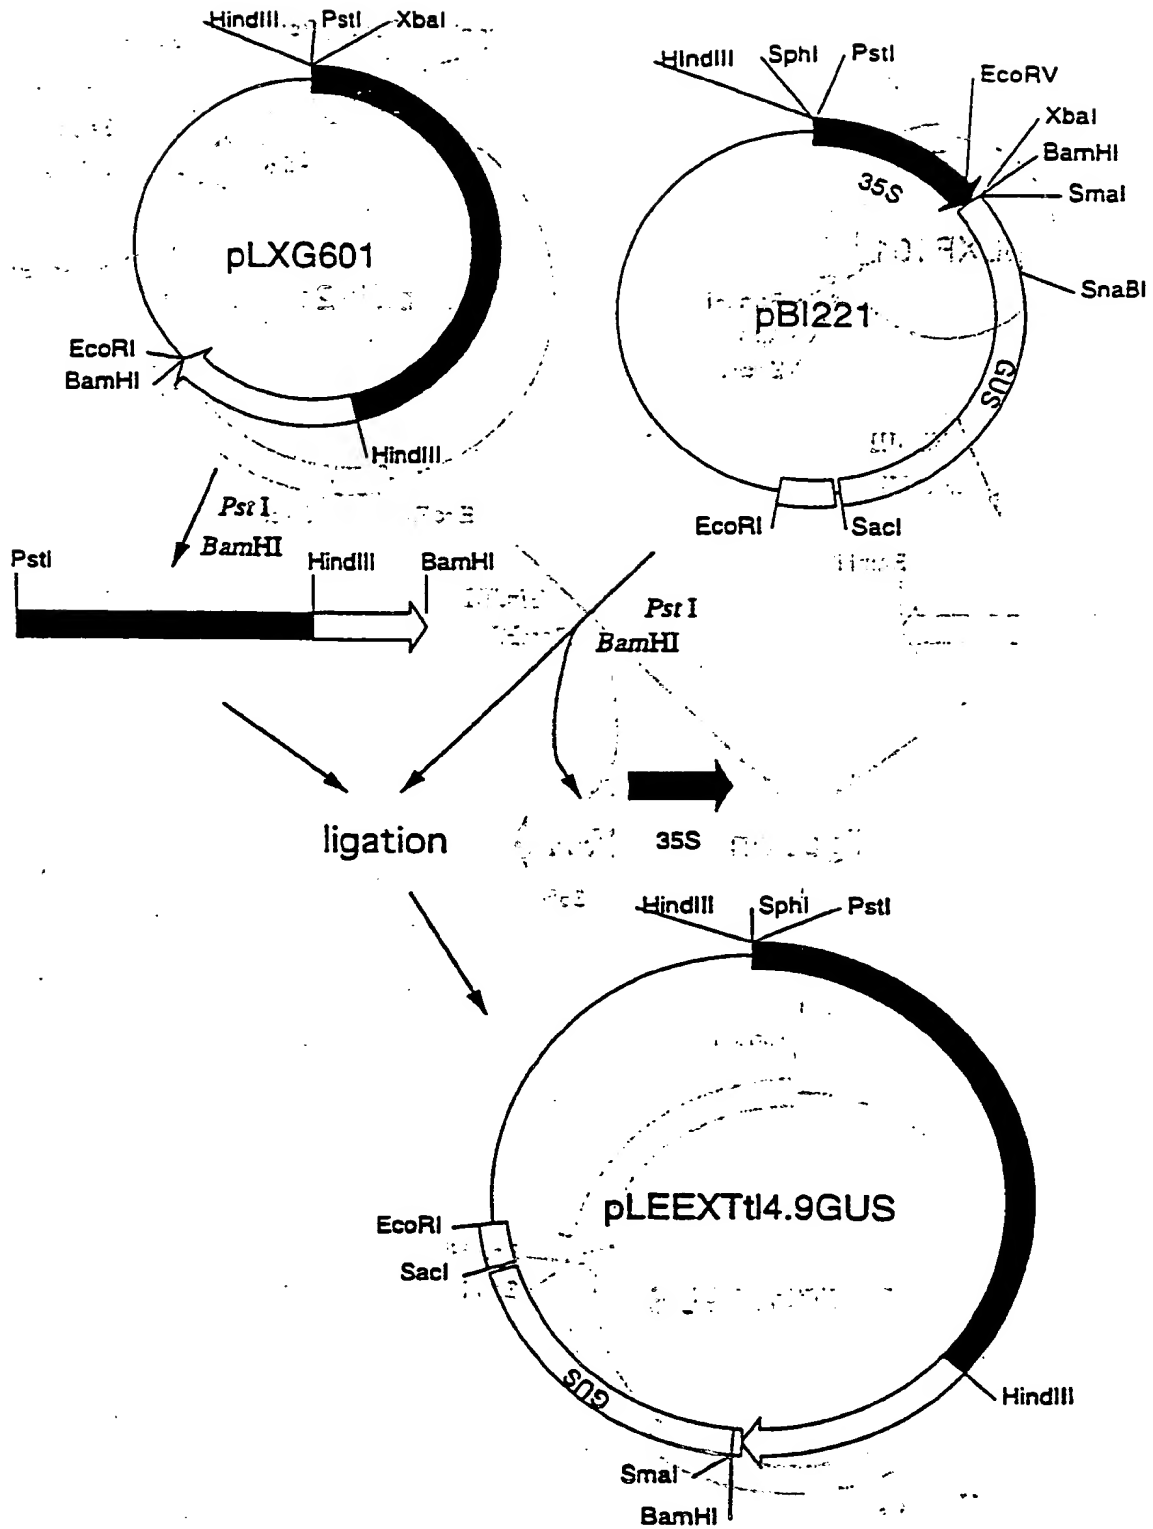 HindIII PstI XbaI
pLXG601
EcoRI
BamHI
HindIII
HindIII SphI PstI
EcoRV
XbaI
BamHI
SmaI
35S
SnaBI
pBI221
GUS
EcoRI SacI
Pst I
BamHI
PstI HindIII BamHI
Pst I
BamHI
ligation
35S
HindIII SphI PstI
pLEEXTtl4.9GUS
EcoRI
SacI
GUS
HindIII
SmaI
BamHI